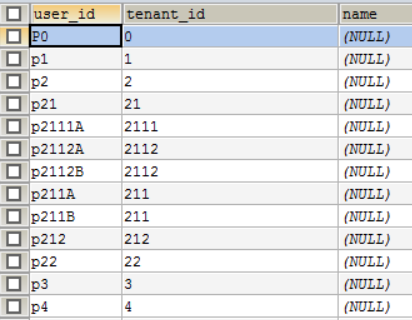 user_id tenant_id name
P0 0 (NULL)
p1 1 (NULL)
p2 2 (NULL)
p21 21 (NULL)
p2111A 2111 (NULL)
p2112A 2112 (NULL)
p2112B 2112 (NULL)
p211A 211 (NULL)
p211B 211 (NULL)
p212 212 (NULL)
p22 22 (NULL)
p3 3 (NULL)
p4 4 (NULL)